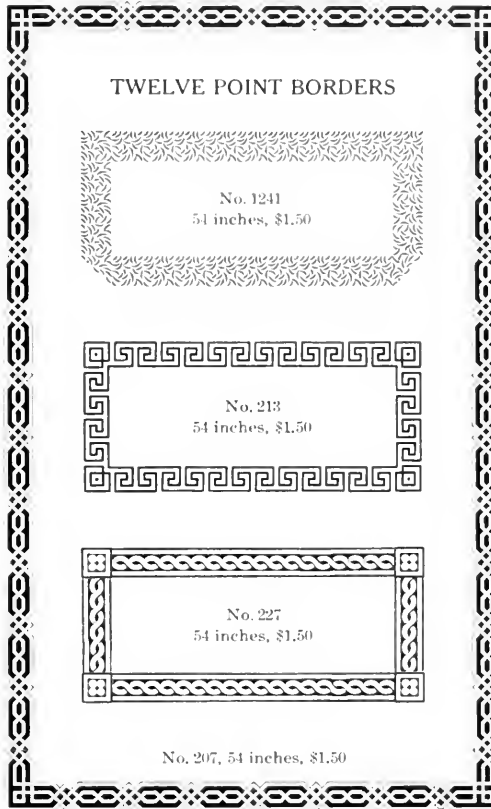 TWELVE POINT BORDERS
No. 1241
54 inches, $1.50
No. 213
54 inches, $1.50
No. 227
54 inches, $1.50
No. 207, 54 inches, $1.50